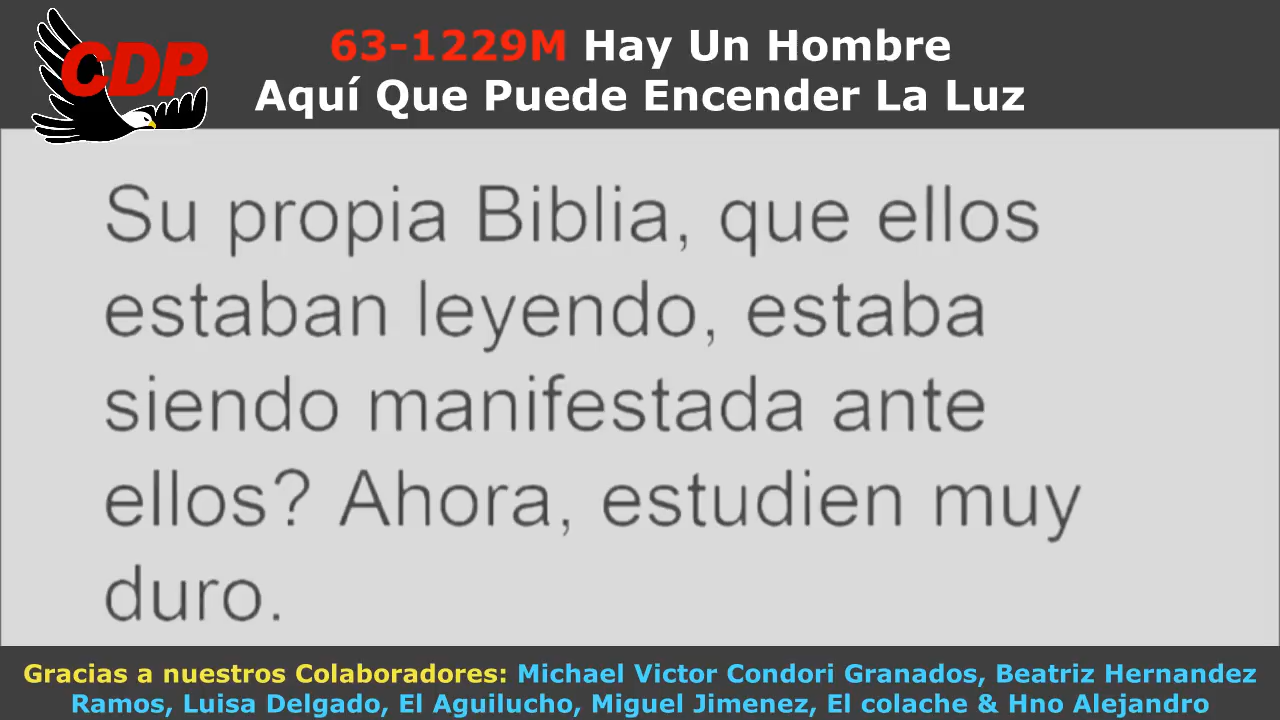 CDP
63-1229M Hay Un Hombre
Aquí Que Puede Encender La Luz
Su propia Biblia, que ellos
estaban leyendo, estaba
siendo manifestada ante
ellos? Ahora, estudien muy
duro.
Gracias a nuestros Colaboradores: Michael Victor Condori Granados, Beatriz Hernandez
Ramos, Luisa Delgado, El Aguilucho, Miguel Jimenez, El colache & Hno Alejandro